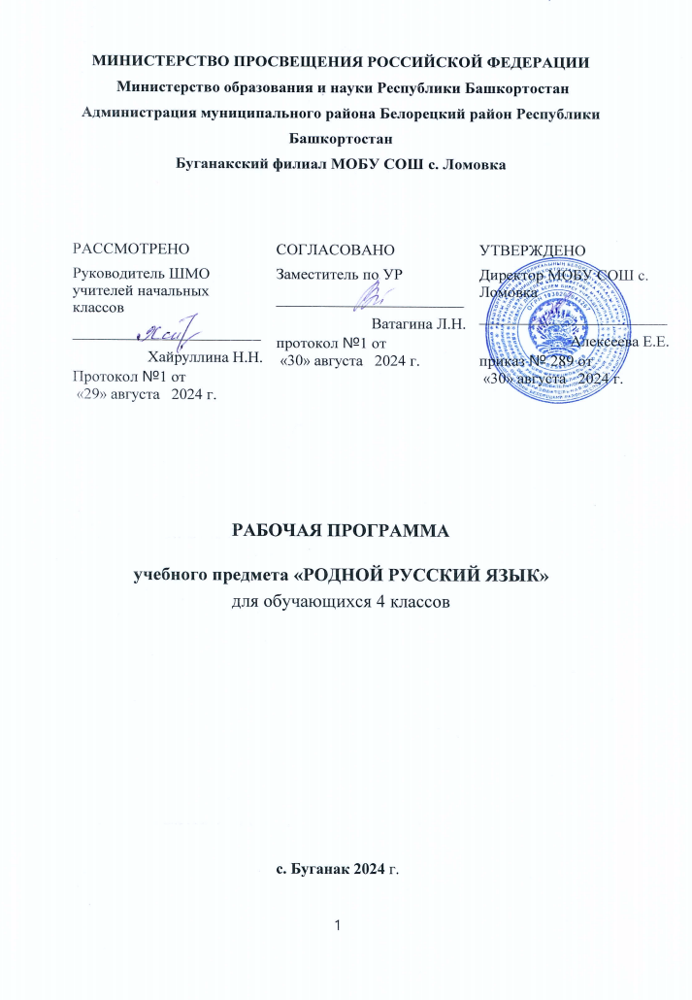 МИНИСТЕРСТВО ПРОСВЕЩЕНИЯ РОССИЙСКОЙ ФЕДЕРАЦИИ
Министерство образования и науки Республики Башкортостан
Администрация муниципального района Белорецкий район Республики
Башкортостан
Буганакский филиал МОБУ СОШ с. Ломовка
РАССМОТРЕНО
Руководитель ШМО
учителей начальных
классов
Хайруллина Н.Н.
Протокол №1 от
«29» августа 2024 г.
СОГЛАСОВАНО
Заместитель по УР
Ватагина Л.Н.
протокол №1 от
«30» августа 2024 г.
УТВЕРЖДЕНО
Директор МОБУ СОШ с.
Ломовка
Алексеева Е.Е.
приказ № 289 от
«30» августа 2024 г.
РАБОЧАЯ ПРОГРАММА
учебного предмета «РОДНОЙ РУССКИЙ ЯЗЫК»
для обучающихся 4 классов
с. Буганак 2024 г.
1